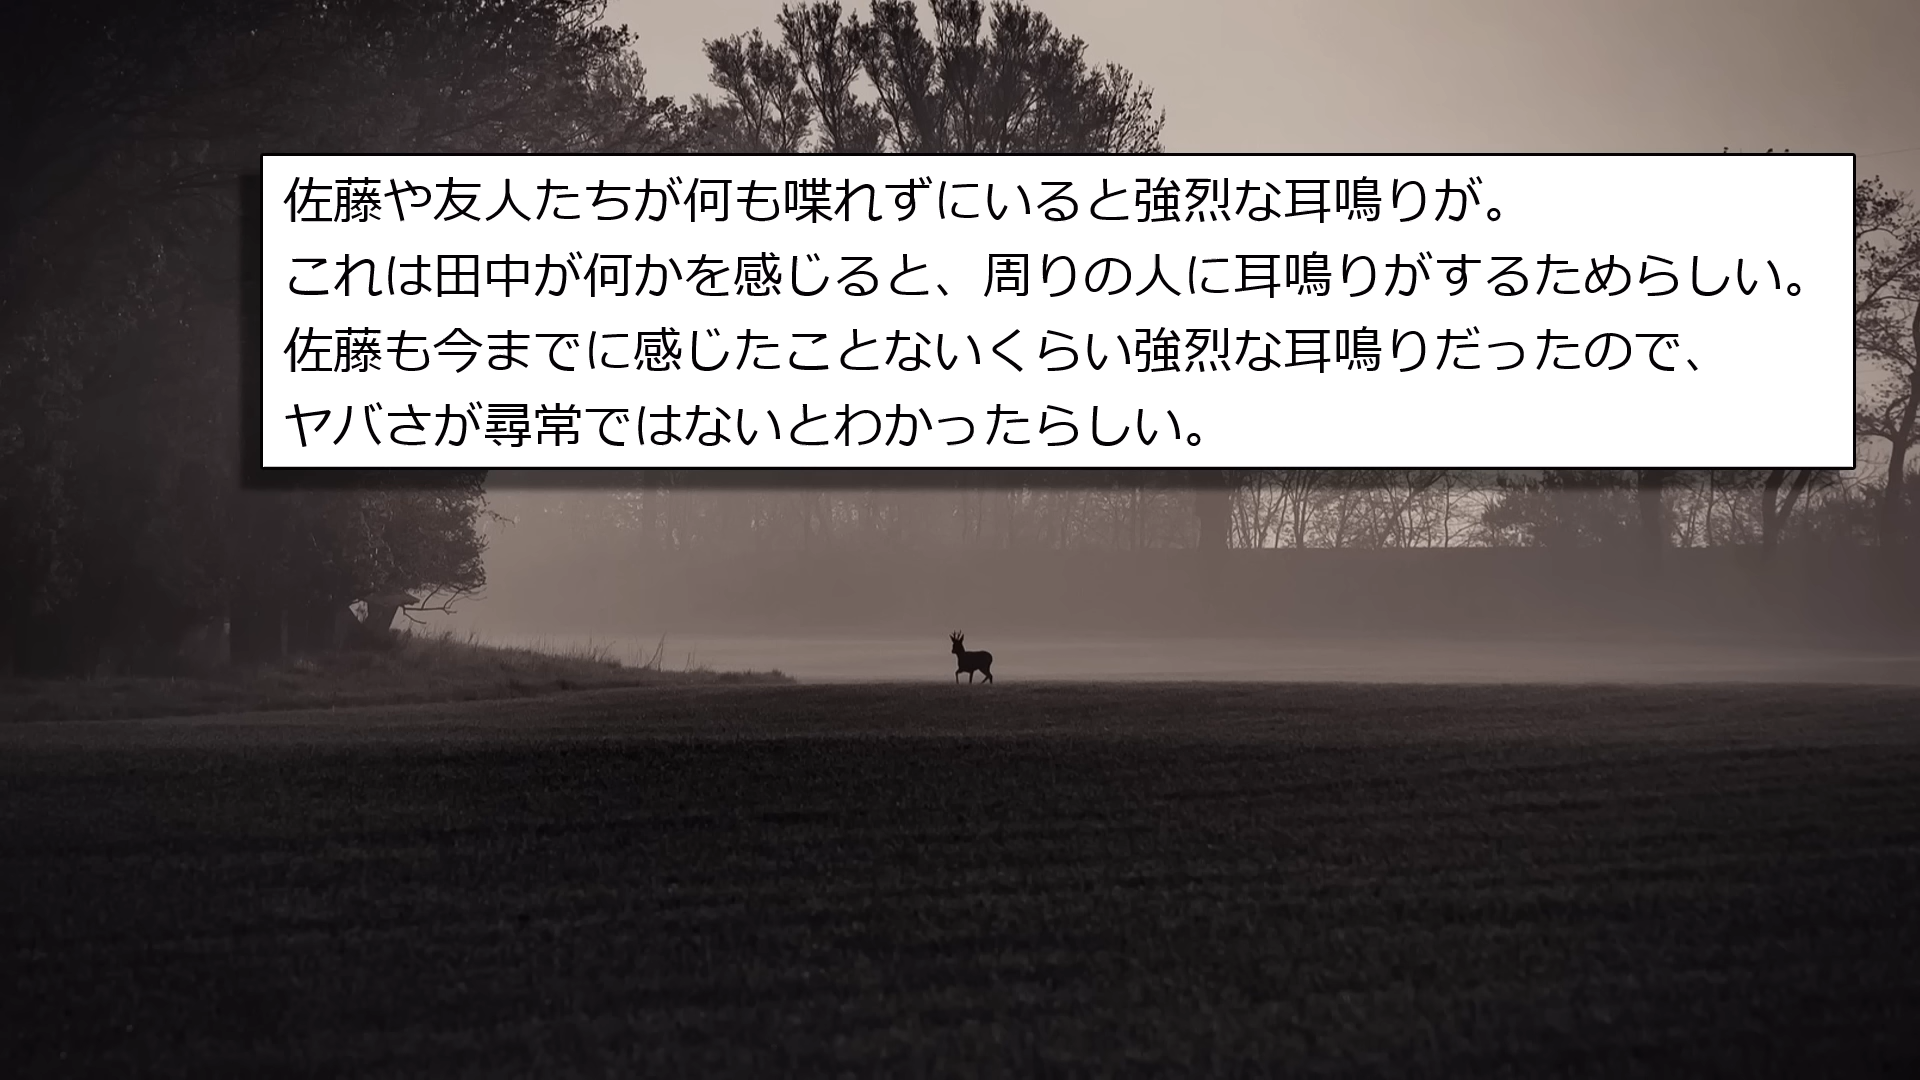 佐藤や友人たちが何も喋れずにいると強烈な耳鳴りが。
これは田中が何かを感じると、周りの人に耳鳴りがするためらしい。
佐藤も今までに感じたことないくらい強烈な耳鳴りだったので、
ヤバさが尋常ではないとわかったらしい。